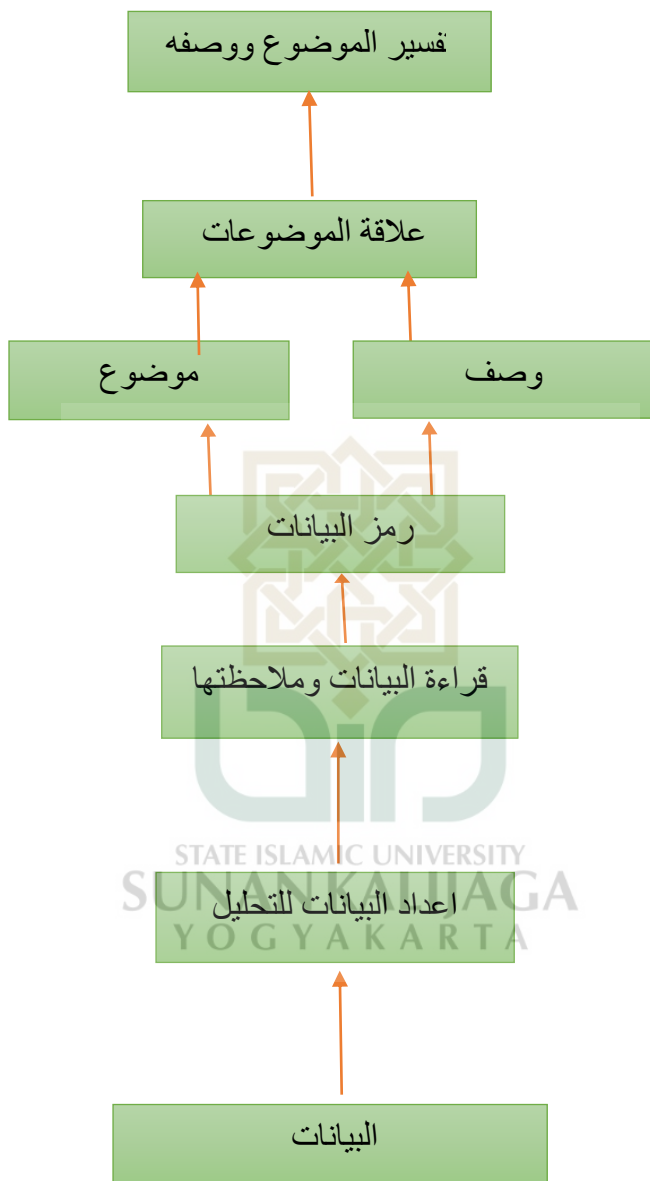 تفسير الموضوع ووصفه
علاقة الموضوعات
موضوع
وصف
رمز البيانات
قراءة البيانات وملاحظتها
STATE ISLAMIC UNIVERSITY
SUNAN KALIJAGA
اعداد البيانات للتحليل
YOGYAKARTA
البيانات